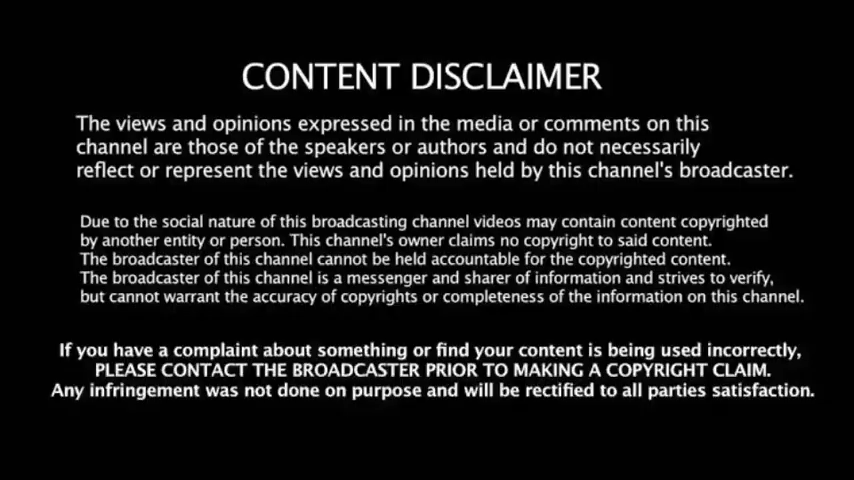 CONTENT DISCLAIMER
The views and opinions expressed in the media or comments on this
channel are those of the speakers or authors and do not necessarily
reflect or represent the views and opinions held by this channel's broadcaster.
Due to the social nature of this broadcasting channel videos may contain content copyrighted
by another entity or person. This channel's owner claims no copyright to said content.
The broadcaster of this channel cannot be held accountable for the copyrighted content.
The broadcaster of this channel is a messenger and sharer of information and strives to verify,
but cannot warrant the accuracy of copyrights or completeness of the information on this channel.
If you have a complaint about something or find your content is being used incorrectly,
PLEASE CONTACT THE BROADCASTER PRIOR TO MAKING A COPYRIGHT CLAIM.
Any infringement was not done on purpose and will be rectified to all parties satisfaction.